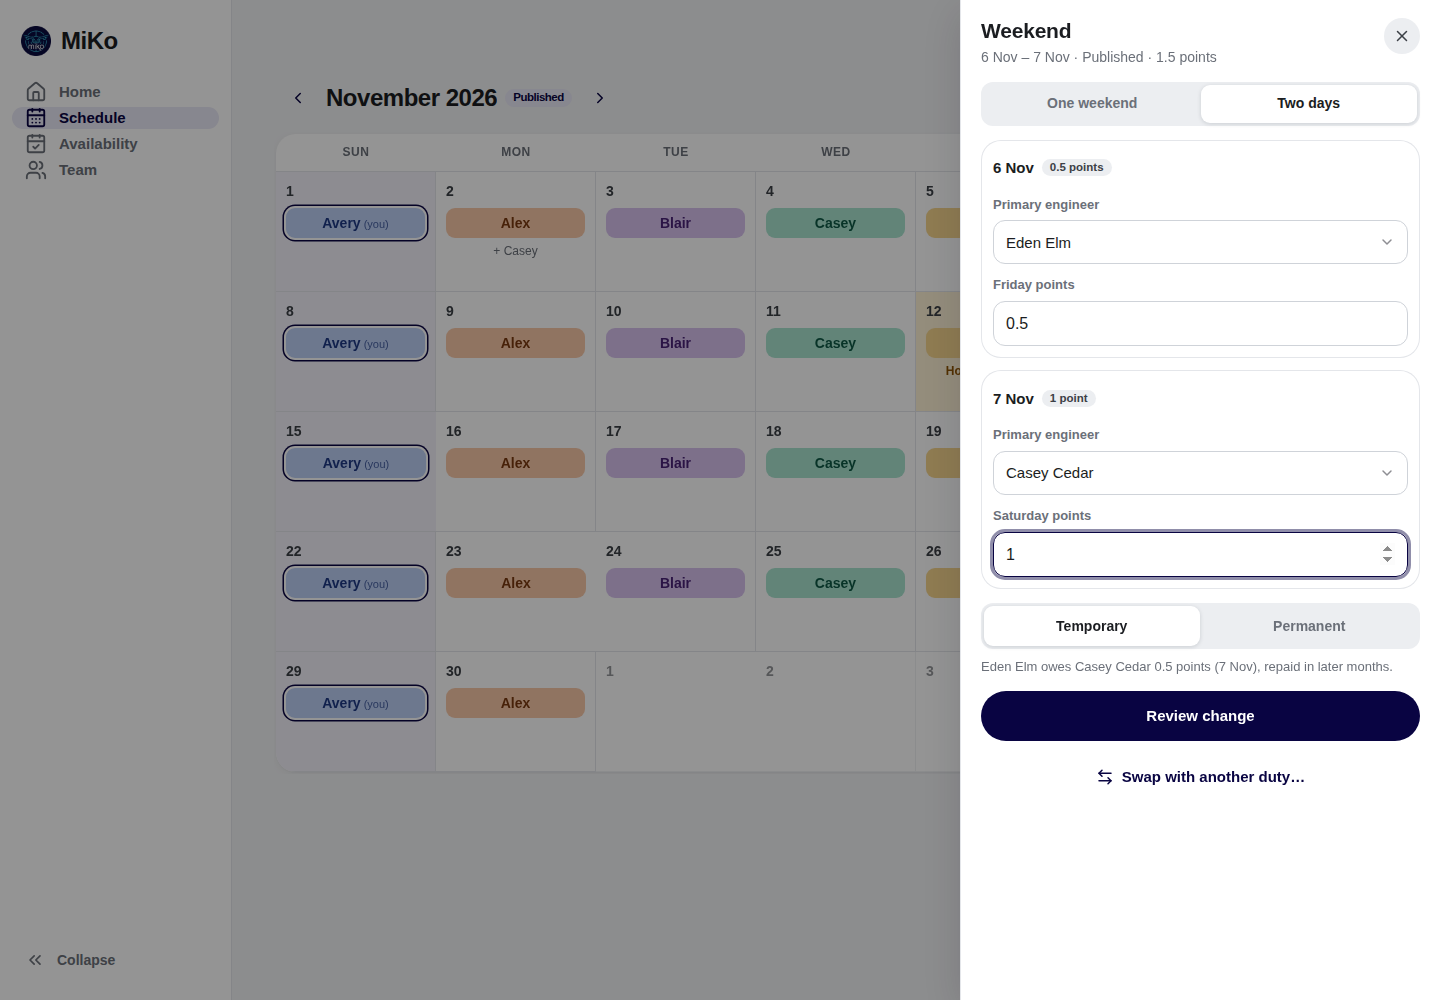 MiKo
Home
Schedule
Availability
Team
Collapse
November 2026 Published
SUN MON TUE WED
1 2 3 4 5
Avery (you) Alex Blair Casey
+ Casey
8 9 10 11 12
Avery (you) Alex Blair Casey
Ho
15 16 17 18 19
Avery (you) Alex Blair Casey
22 23 24 25 26
Avery (you) Alex Blair Casey
29 30 1 2 3
Avery (you) Alex
Weekend
6 Nov – 7 Nov · Published · 1.5 points
One weekend Two days
6 Nov 0.5 points
Primary engineer
Eden Elm
Friday points
0.5
7 Nov 1 point
Primary engineer
Casey Cedar
Saturday points
1
Temporary Permanent
Eden Elm owes Casey Cedar 0.5 points (7 Nov), repaid in later months.
Review change
Swap with another duty…